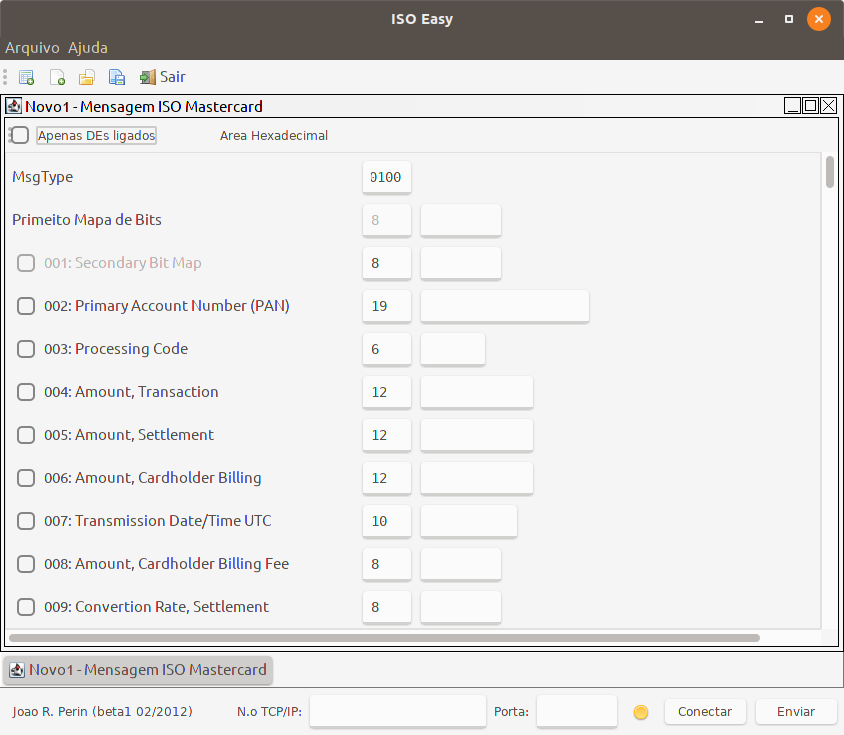 ISO Easy
Arquivo Ajuda
Sair
Novo1 - Mensagem ISO Mastercard
Apenas DEs ligados Area Hexadecimal
MsgType 0100
Primeito Mapa de Bits 8
001: Secondary Bit Map 8
002: Primary Account Number (PAN) 19
003: Processing Code 6
004: Amount, Transaction 12
005: Amount, Settlement 12
006: Amount, Cardholder Billing 12
007: Transmission Date/Time UTC 10
008: Amount, Cardholder Billing Fee 8
009: Convertion Rate, Settlement 8
Novo1 - Mensagem ISO Mastercard
Joao R. Perin (beta1 02/2012) N.o TCP/IP: Porta: Conectar Enviar